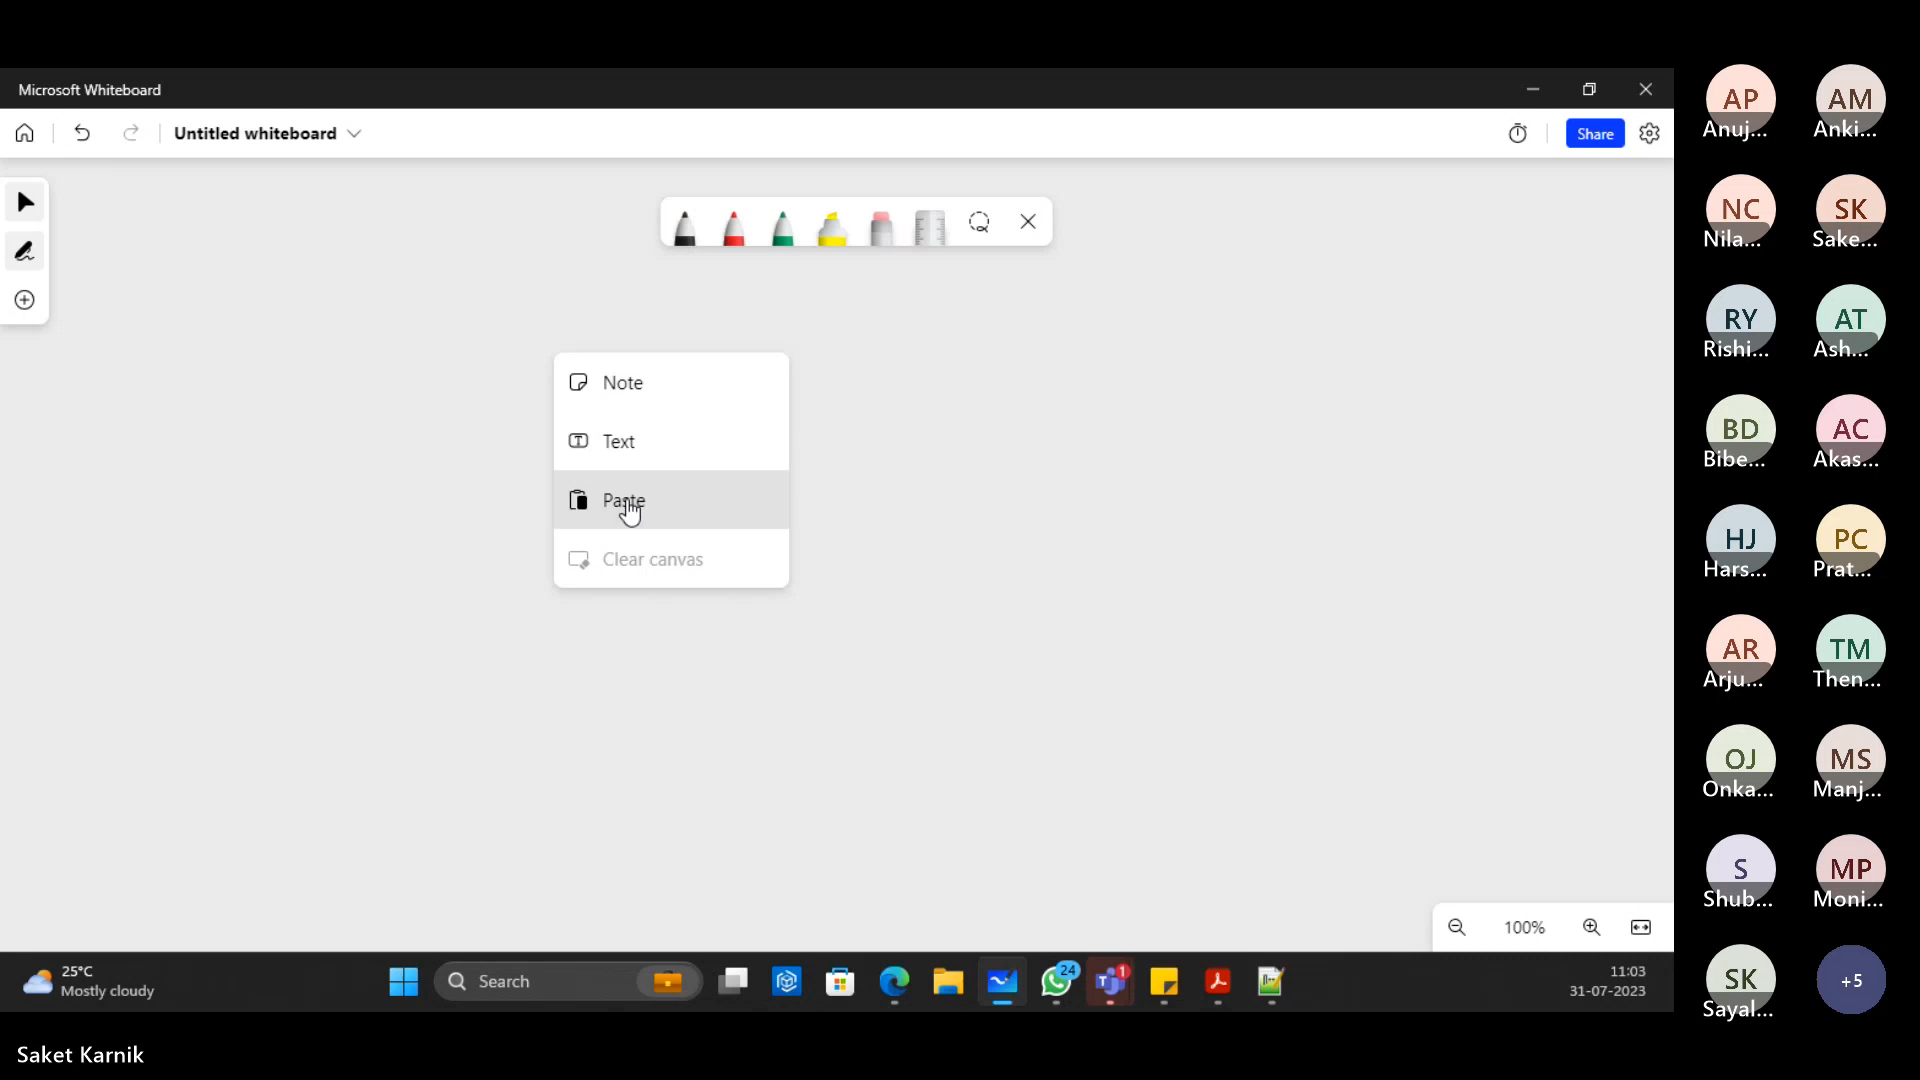 Microsoft Whiteboard
Untitled whiteboard
Share
Note
Text
Paste
Clear canvas
100%
25°C
Mostly cloudy
Search
24
1
11:03
31-07-2023
Saket Karnik
AP
Anuj...
AM
Anki...
NC
Nila...
SK
Sake...
RY
Rishi...
AT
Ash...
BD
Bibe...
AC
Akas...
HJ
Hars...
PC
Prat...
AR
Arju...
TM
Then...
OJ
Onka...
MS
Manj...
S
Shub...
MP
Moni...
SK
Sayal...
+5